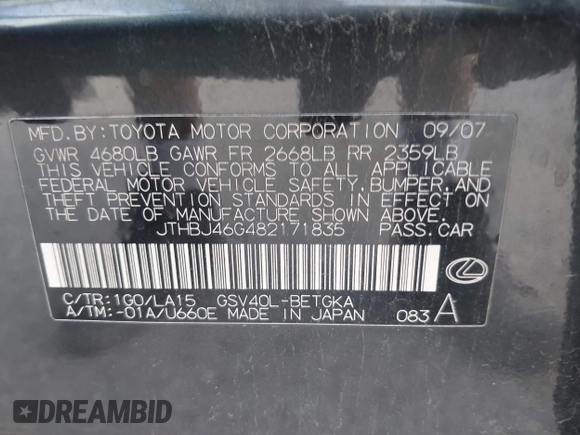 MFD.BY:TOYOTA MOTOR CORPORATION 09/07
GVWR 4680LB GAWR FR 2668LB RR 2359LB
THIS VEHICLE CONFORMS TO ALL APPLICABLE
FEDERAL MOTOR VEHICLE SAFETY,BUMPER,AND
THEFT PREVENTION STANDARDS IN EFFECT ON
THE DATE OF MANUFACTURE SHOWN ABOVE.
JTHBJ46G482171835 PASS.CAR
C/TR:1G0/LA15 GSV40L-BETGKA
A/TM:-01A/U660E MADE IN JAPAN 083A
DREAMBID